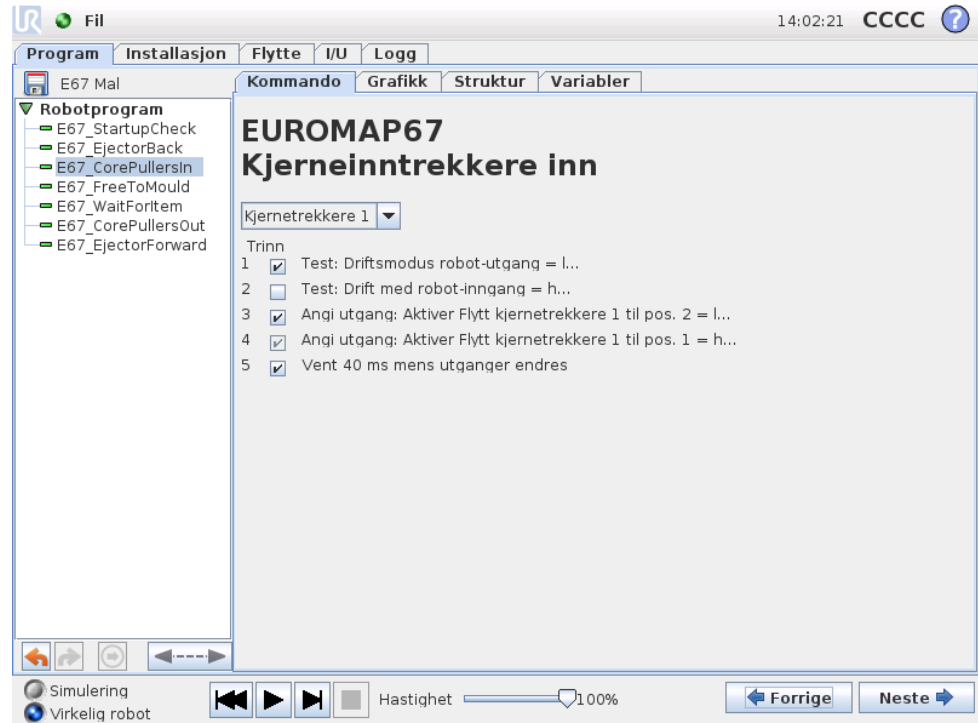 UR Fil 14:02:21 CCCC ?
Program Installasjon Flytte I/U Logg
E67 Mal
Kommando Grafikk Struktur Variabler
Robotprogram
E67_StartupCheck
E67_EjectorBack
E67_CorePullersIn
E67_FreeToMould
E67_WaitForItem
E67_CorePullersOut
E67_EjectorForward
EUROMAP67
Kjerneinntrekkere inn
Kjernetrekkere 1
Trinn
1 Test: Driftsmodus robot-utgang = l...
2 Test: Drift med robot-inngang = h...
3 Angi utgang: Aktiver Flytt kjernetrekkere 1 til pos. 2 = l...
4 Angi utgang: Aktiver Flytt kjernetrekkere 1 til pos. 1 = h...
5 Vent 40 ms mens utganger endres
Simulering
Virkelig robot
Hastighet 100%
Forrige Neste